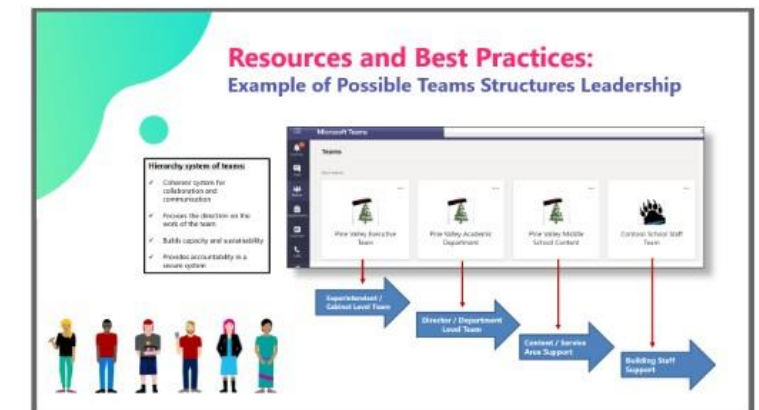 Resources and Best Practices:
Example of Possible Teams Structures Leadership
Microsoft Teams
Teams
Hierarchy system of teams:
✓ Coherent system for
collaboration and
communication
✓ Focuses the direction on the
work of the team
✓ Builds capacity and sustainability
✓ Provides accountability in a
secure system
Pine Valley Executive
Team
Pine Valley Academic
Department
Pine Valley Middle
School Content
Contoso School Staff
Team
Superintendent /
Cabinet Level Team
Director / Department
Level Team
Content / Service
Area Support
Building Staff
Support